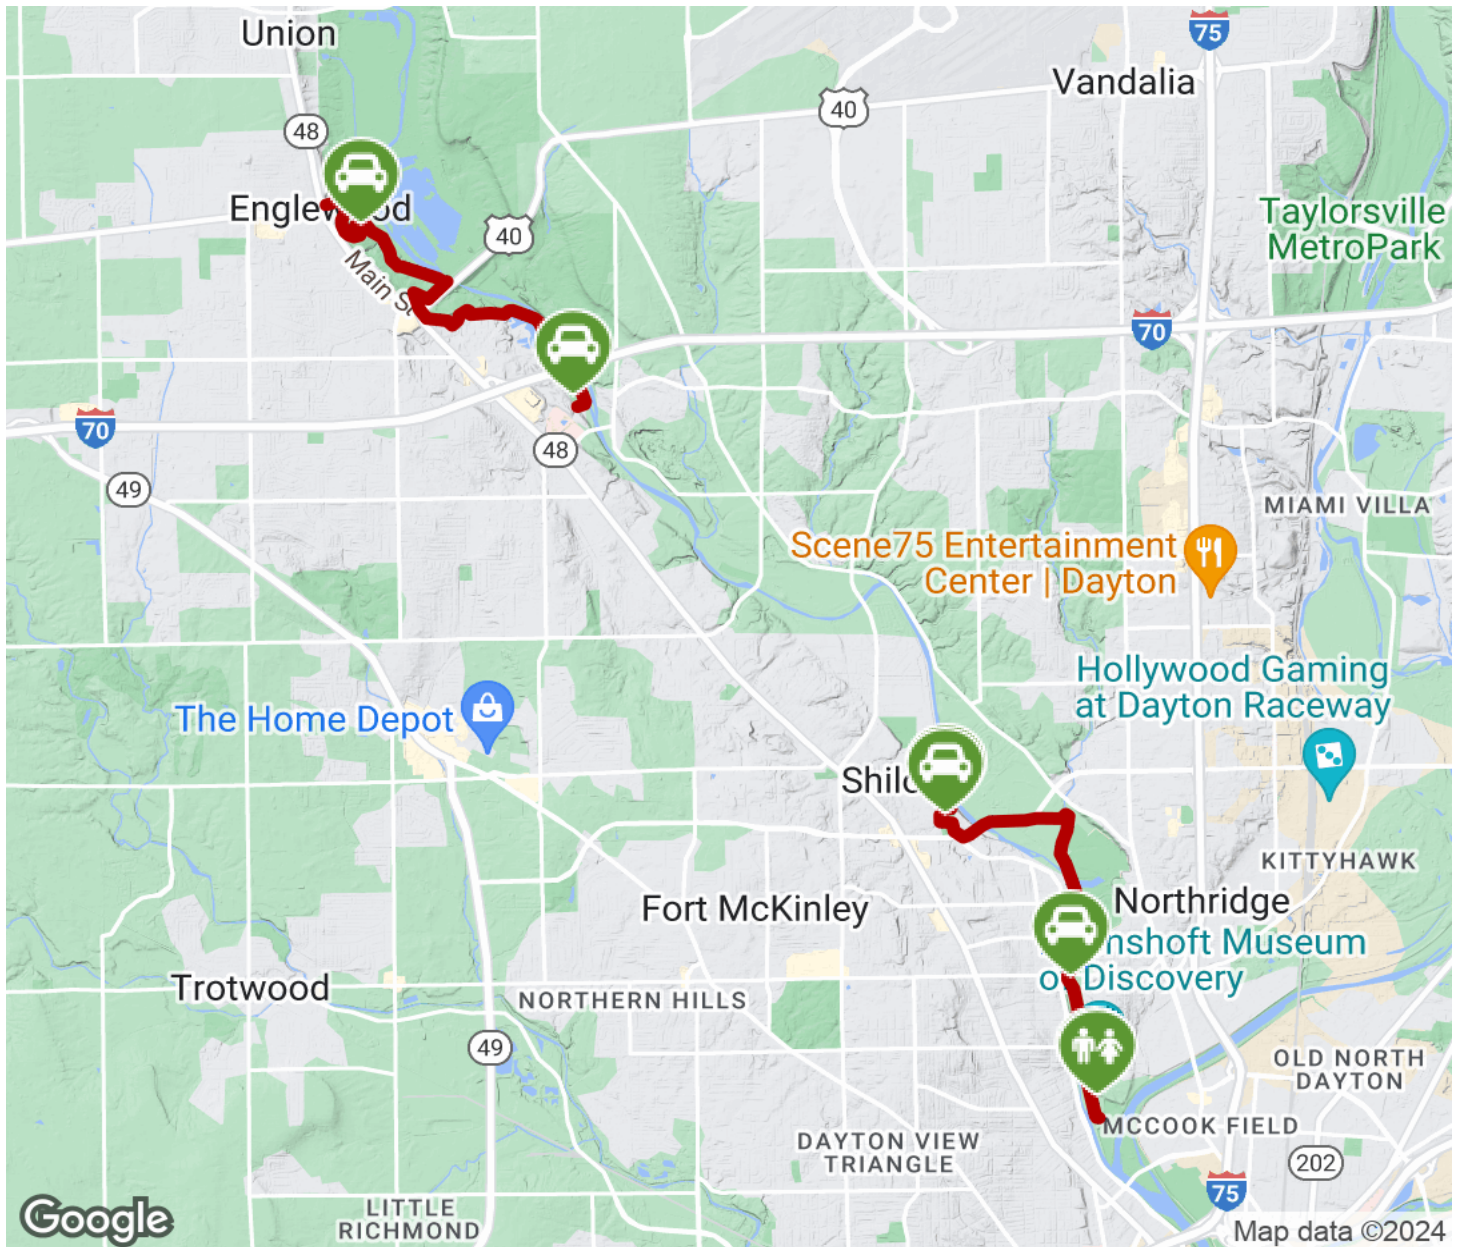 Union
75
Vandalia
40
48
Englewood
40
Taylorsville
MetroPark
Main St
70
70
48
49
MIAMI VILLA
Scene75 Entertainment
Center | Dayton
Hollywood Gaming
at Dayton Raceway
The Home Depot
Shilo
KITTYHAWK
Fort McKinley
Northridge
nshoft Museum
of Discovery
Trotwood
NORTHERN HILLS
49
OLD NORTH
DAYTON
MCCOOK FIELD
DAYTON VIEW
TRIANGLE
202
75
LITTLE
RICHMOND
Google
Map data ©2024